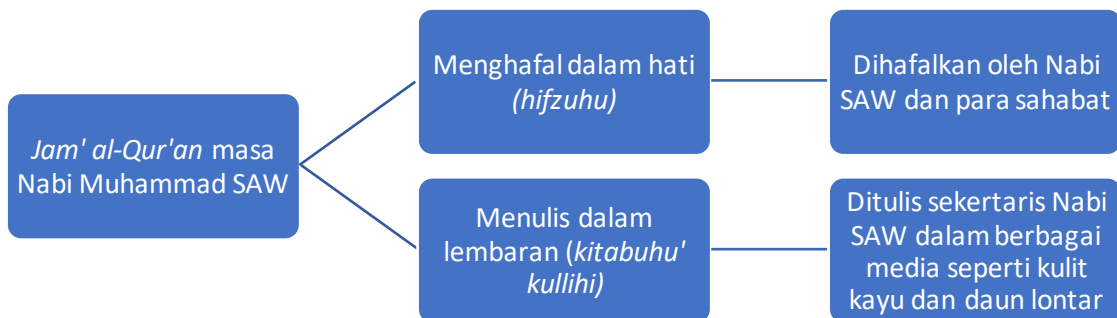 Jam' al-Qur'an masa
Nabi Muhammad SAW
Menghafal dalam hati
(hifzuhu)
Dihafalkan oleh Nabi
SAW dan para sahabat
Menulis dalam
lembaran (kitabuhu'
kullihi)
Ditulis sekertaris Nabi
SAW dalam berbagai
media seperti kulit
kayu dan daun lontar